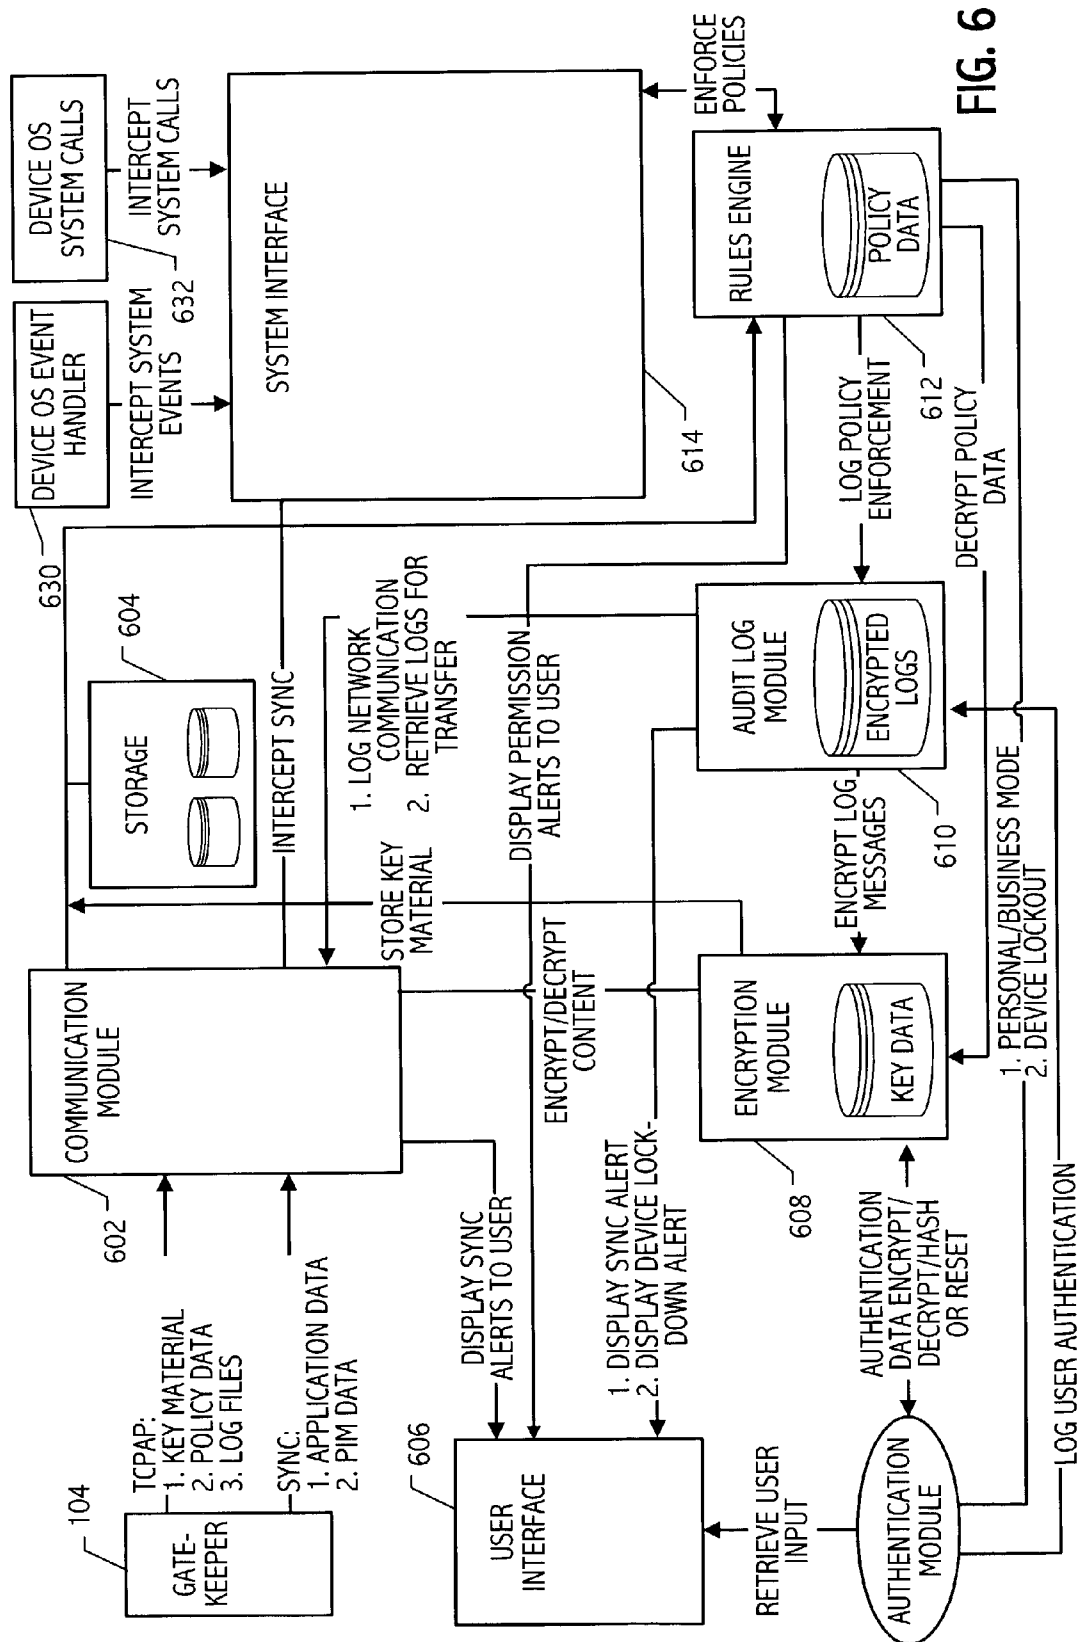 104
GATE-
KEEPER
TCPAP:
1. KEY MATERIAL
2. POLICY DATA
3. LOG FILES
SYNC:
1. APPLICATION DATA
2. PIM DATA
602
COMMUNICATION
MODULE
604
STORAGE
630
DEVICE OS EVENT
HANDLER
INTERCEPT SYSTEM
EVENTS
DEVICE OS
SYSTEM CALLS
632
INTERCEPT
SYSTEM CALLS
SYSTEM INTERFACE
614
INTERCEPT SYNC
1. LOG NETWORK
COMMUNICATION
2. RETRIEVE LOGS FOR
TRANSFER
STORE KEY
MATERIAL
606
USER
INTERFACE
DISPLAY SYNC
ALERTS TO USER
DISPLAY PERMISSION
ALERTS TO USER
ENCRYPT/DECRYPT
CONTENT
1. DISPLAY SYNC ALERT
2. DISPLAY DEVICE LOCK-
DOWN ALERT
ENFORCE
POLICIES
608
ENCRYPTION
MODULE
KEY DATA
ENCRYPT LOG
MESSAGES
610
AUDIT LOG
MODULE
ENCRYPTED
LOGS
LOG POLICY
ENFORCEMENT
612
RULES ENGINE
POLICY
DATA
RETRIEVE USER
INPUT
AUTHENTICATION
MODULE
AUTHENTICATION
DATA ENCRYPT/
DECRYPT/HASH
OR RESET
DECRYPT POLICY
DATA
1. PERSONAL/BUSINESS MODE
2. DEVICE LOCKOUT
LOG USER AUTHENTICATION
FIG. 6